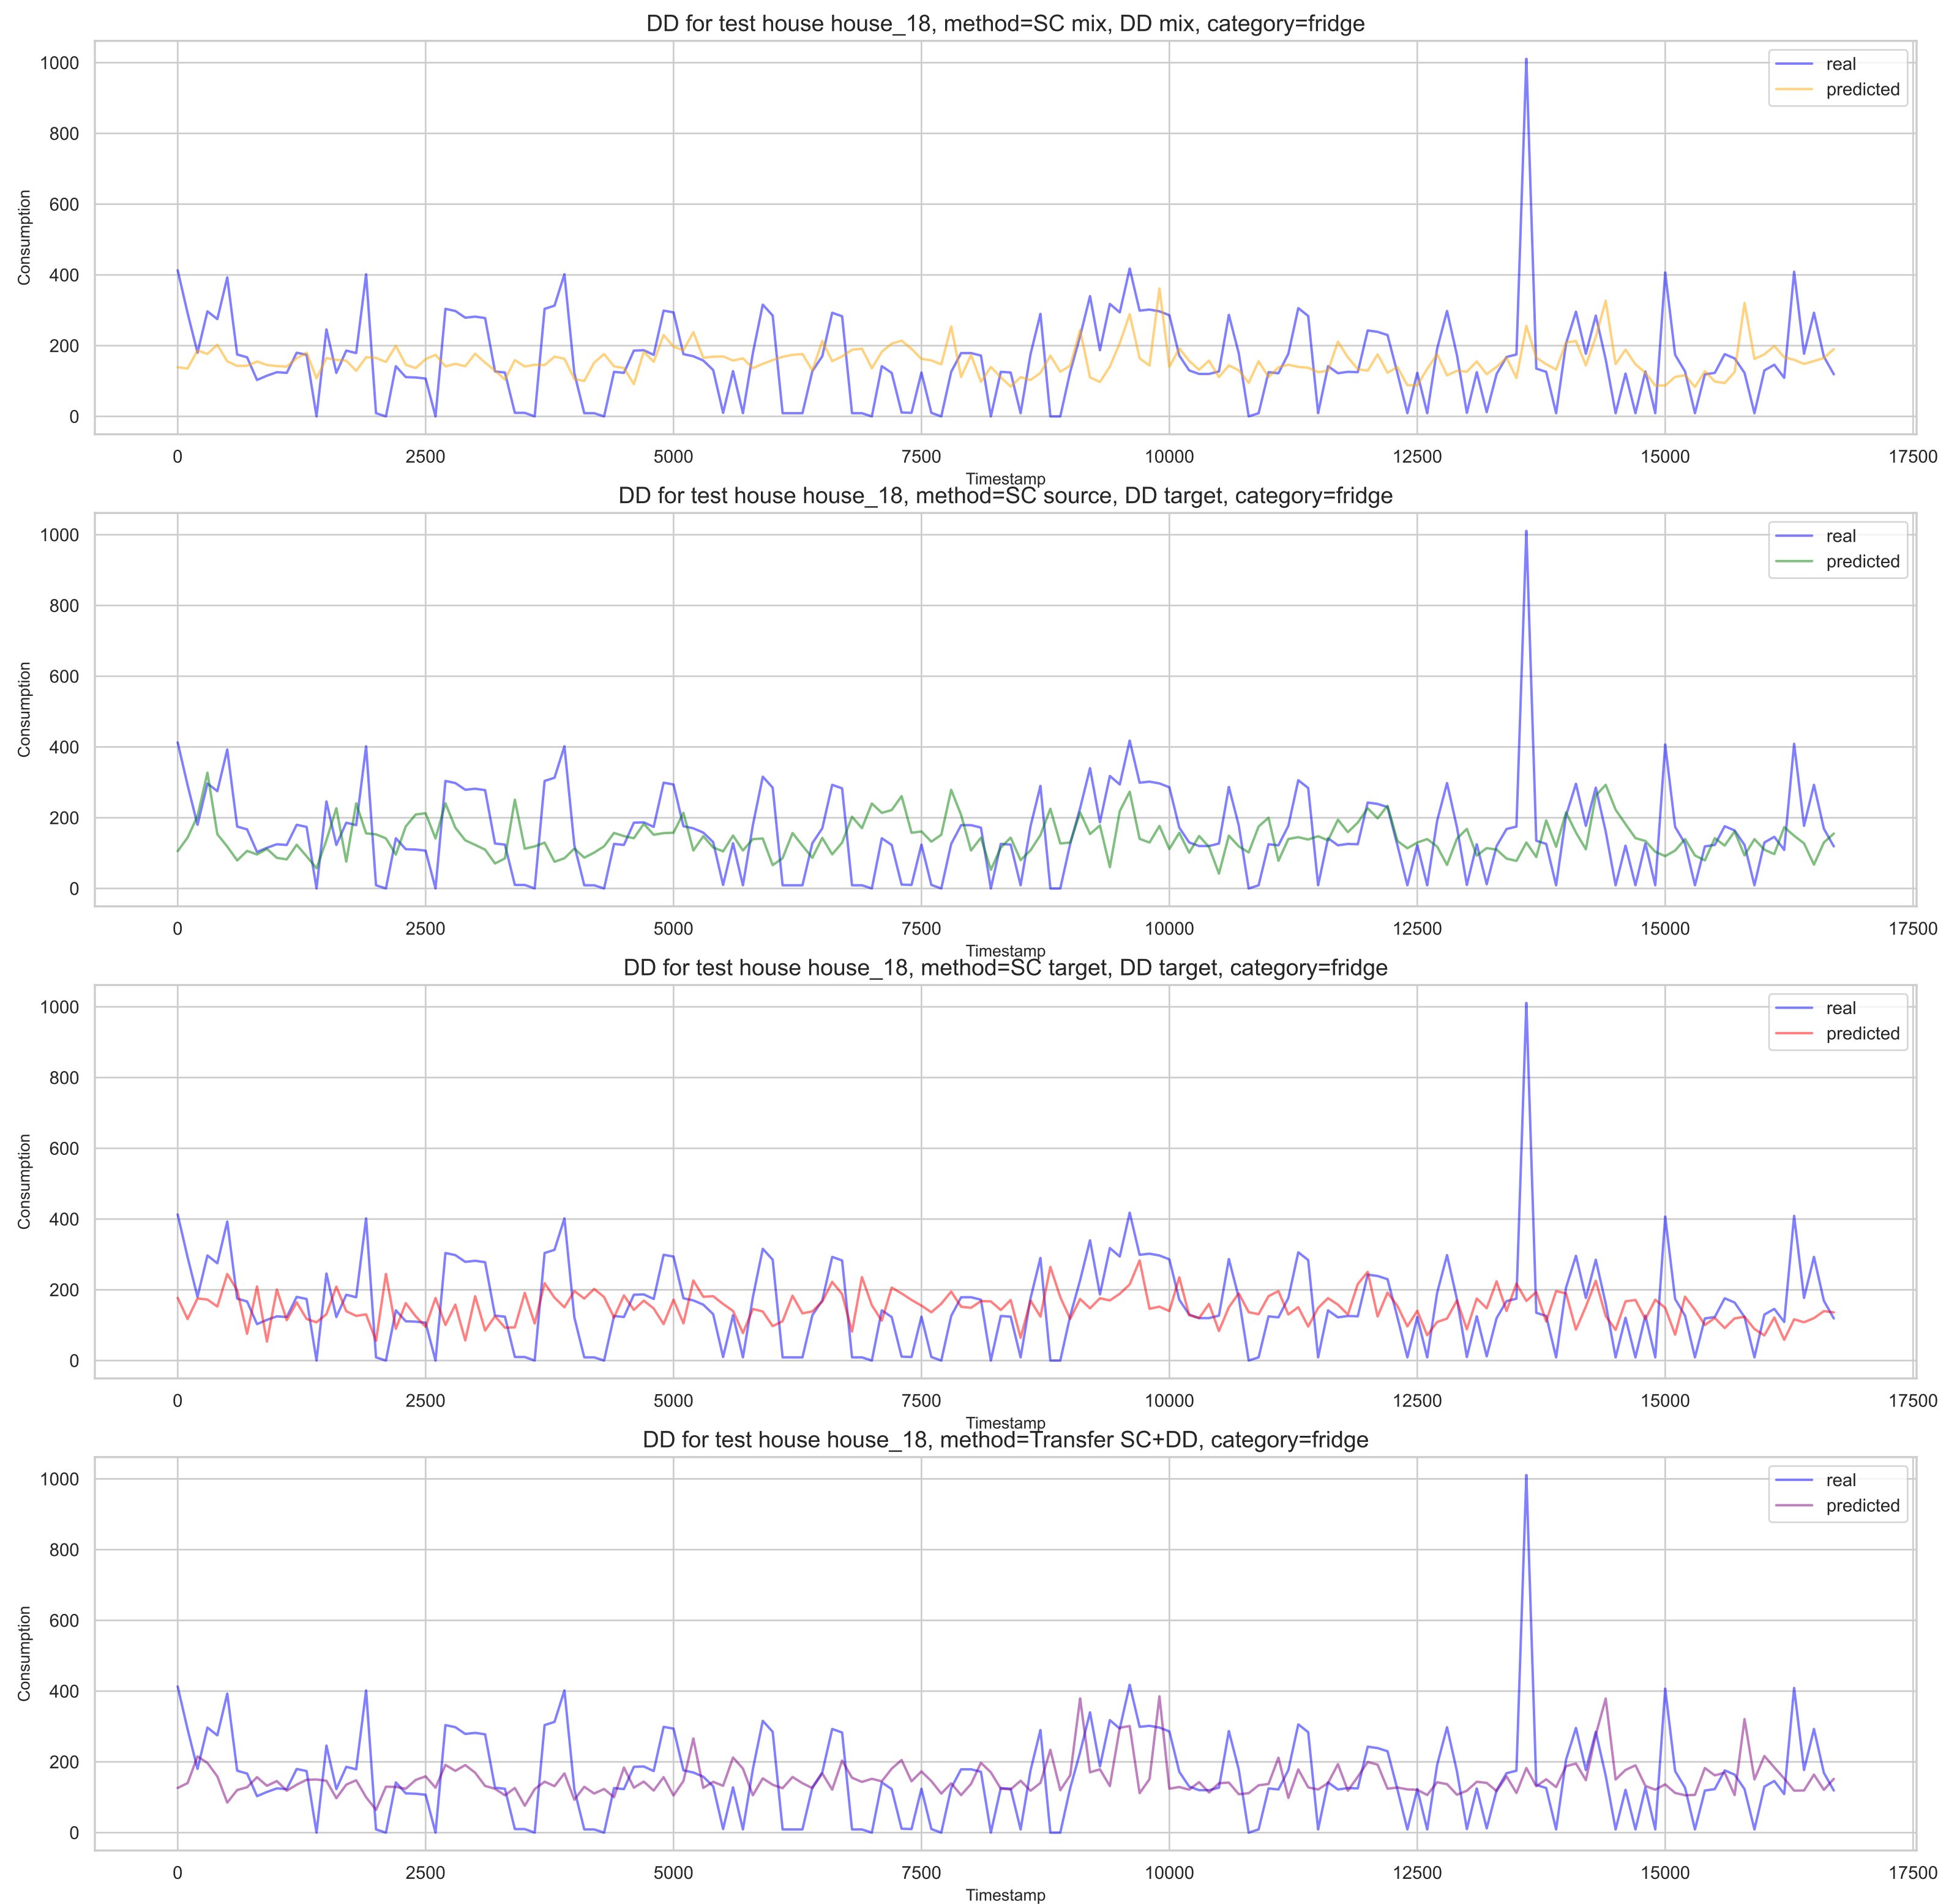 DD for test house house_18, method=SC mix, DD mix, category=fridge
1000
800
600
400
200
0
Consumption
real
predicted
0 2500 5000 7500 10000 12500 15000 17500
Timestamp
DD for test house house_18, method=SC source, DD target, category=fridge
1000
800
600
400
200
0
Consumption
real
predicted
0 2500 5000 7500 10000 12500 15000 17500
Timestamp
DD for test house house_18, method=SC target, DD target, category=fridge
1000
800
600
400
200
0
Consumption
real
predicted
0 2500 5000 7500 10000 12500 15000 17500
Timestamp
DD for test house house_18, method=Transfer SC+DD, category=fridge
1000
800
600
400
200
0
Consumption
real
predicted
0 2500 5000 7500 10000 12500 15000 17500
Timestamp